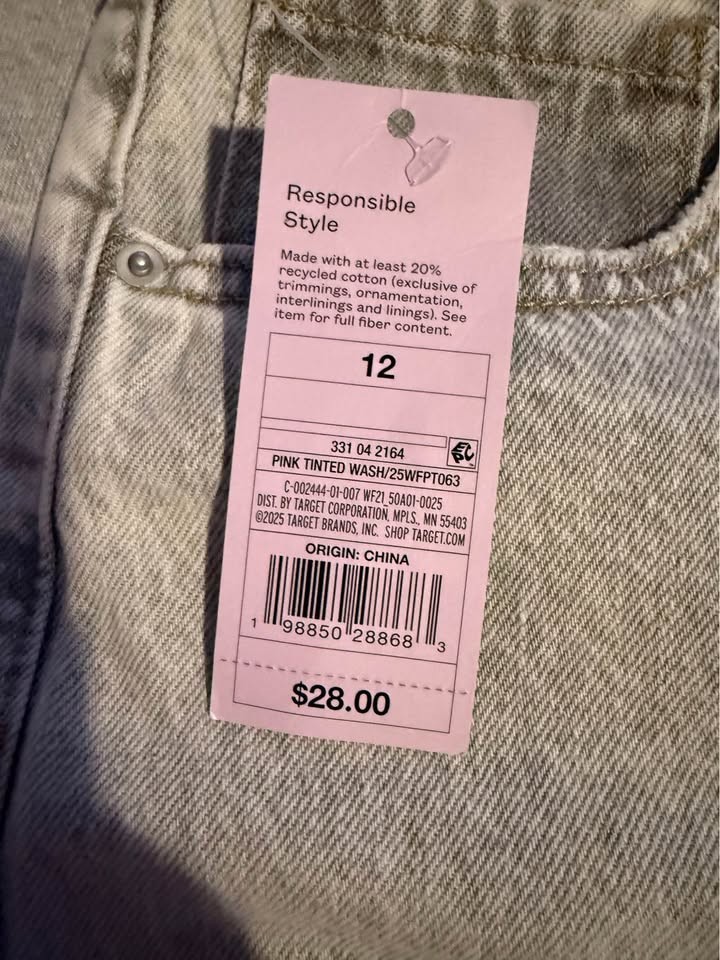 Responsible
Style
Made with at least 20%
recycled cotton (exclusive of
trimmings, ornamentation,
interlinings and linings). See
item for full fiber content.
12
331 04 2164
EPC
PINK TINTED WASH/25WFPT063
C-002444-01-007 WF21_50A01-0025
DIST. BY TARGET CORPORATION, MPLS., MN 55403
©2025 TARGET BRANDS, INC. SHOP TARGET.COM
ORIGIN: CHINA
1 98850 28868 3
$28.00